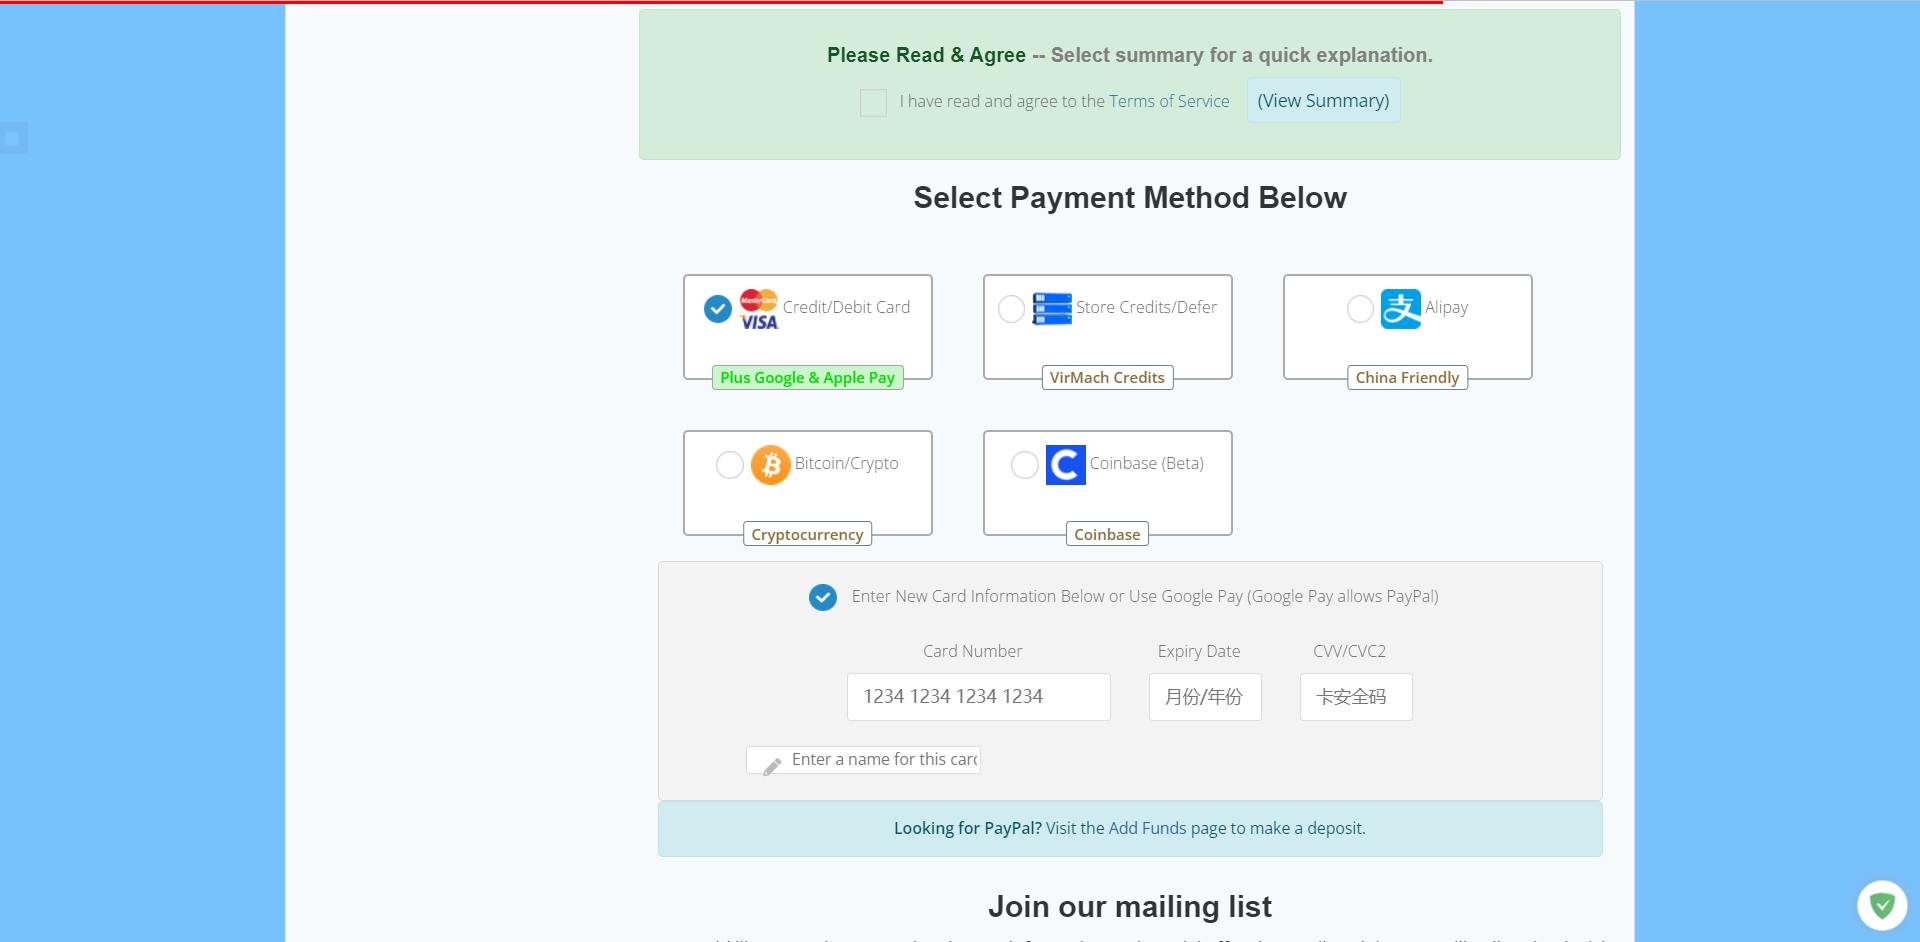 Please Read & Agree -- Select summary for a quick explanation.
I have read and agree to the Terms of Service (View Summary)
Select Payment Method Below
MasterCard
VISA
Credit/Debit Card
Plus Google & Apple Pay
Store Credits/Defer
VirMach Credits
支
Alipay
China Friendly
Bitcoin/Crypto
Cryptocurrency
Coinbase (Beta)
Coinbase
Enter New Card Information Below or Use Google Pay (Google Pay allows PayPal)
Card Number Expiry Date CVV/CVC2
1234 1234 1234 1234 月份/年份 卡安全码
Enter a name for this car
Looking for PayPal? Visit the Add Funds page to make a deposit.
Join our mailing list